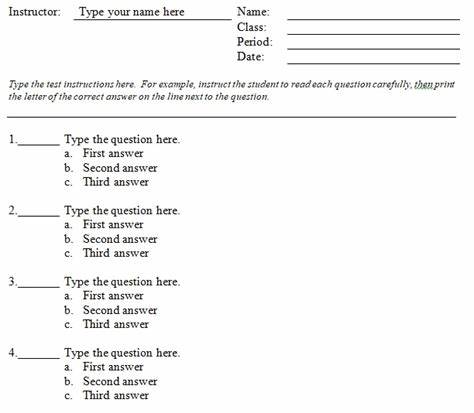 Instructor: Type your name here Name:
Class:
Period:
Date:
Type the test instructions here. For example, instruct the student to read each question carefully, then print
the letter of the correct answer on the line next to the question.
1.______ Type the question here.
a. First answer
b. Second answer
c. Third answer
2.______ Type the question here.
a. First answer
b. Second answer
c. Third answer
3.______ Type the question here.
a. First answer
b. Second answer
c. Third answer
4.______ Type the question here.
a. First answer
b. Second answer
c. Third answer